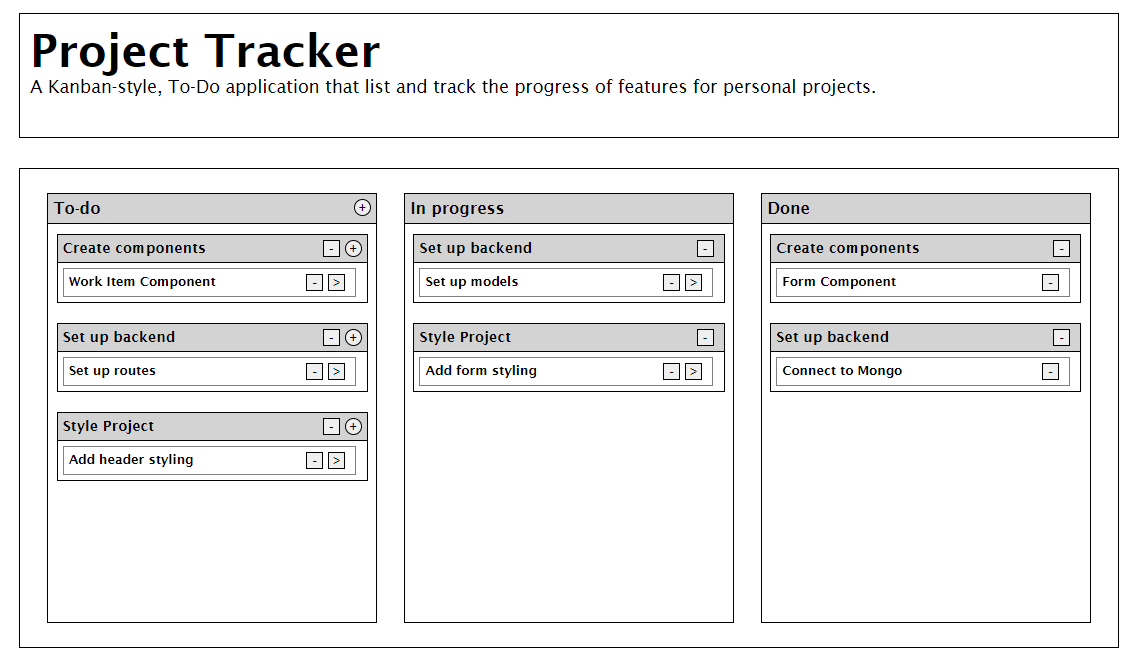 Project Tracker
A Kanban-style, To-Do application that list and track the progress of features for personal projects.
To-do +
Create components - +
Work Item Component - >
Set up backend - +
Set up routes - >
Style Project - +
Add header styling - >
In progress
Set up backend -
Set up models - >
Style Project -
Add form styling - >
Done
Create components -
Form Component -
Set up backend -
Connect to Mongo -